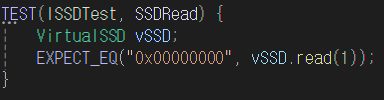 TEST(ISSDTest, SSDRead) {
    VirtualSSD vSSD;
    EXPECT_EQ("0x00000000", vSSD.read(1));
}